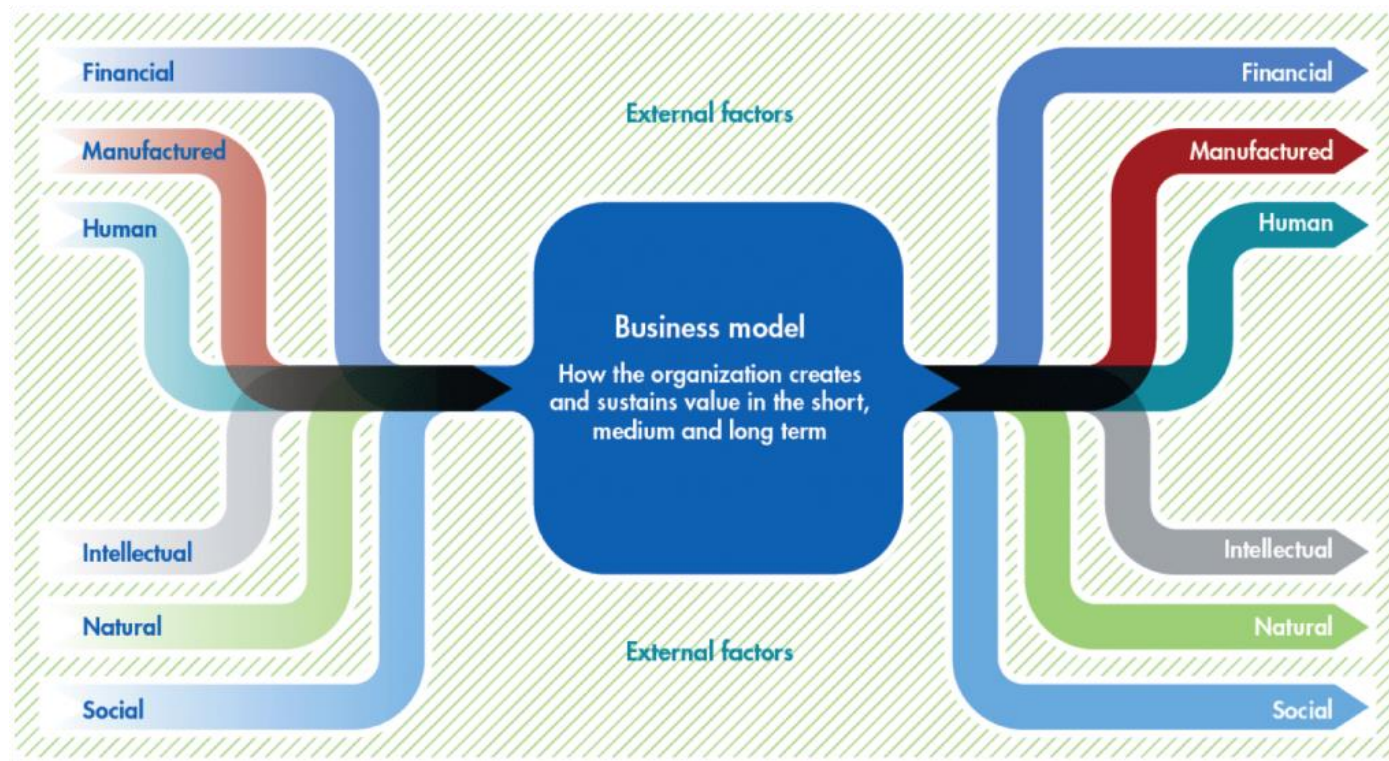 Financial
Manufactured
Human
Intellectual
Natural
Social
External factors
Business model
How the organization creates
and sustains value in the short,
medium and long term
External factors
Financial
Manufactured
Human
Intellectual
Natural
Social